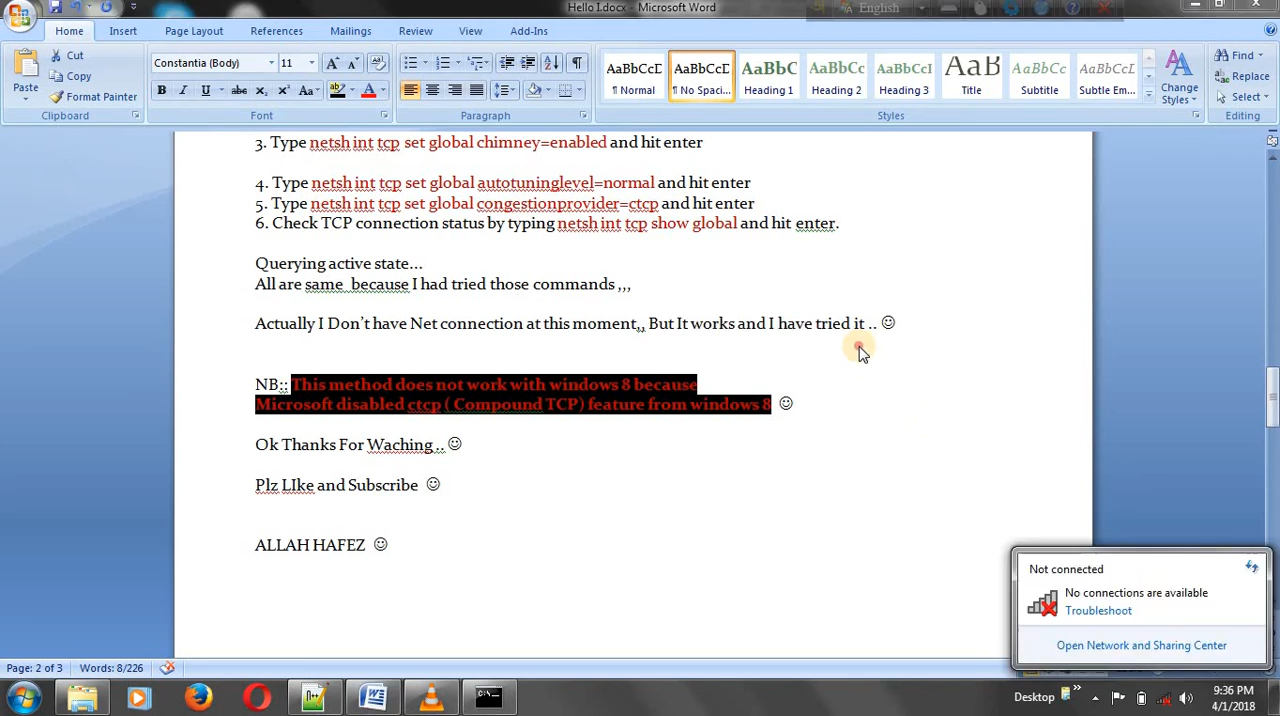 Hello I.docx - Microsoft Word
English
Home Insert Page Layout References Mailings Review View Add-Ins
Paste
Cut
Copy
Format Painter
Clipboard
Constantia (Body) 11
Font
Paragraph
AaBbCcD
¶ Normal
AaBbCcD
¶ No Spaci...
AaBbC
Heading 1
AaBbCc
Heading 2
AaBbCcI
Heading 3
AaB
Title
AaBbCc
Subtitle
AaBbCcD
Subtle Em...
Change Styles
Styles
Find
Replace
Select
Editing
3. Type netsh int tcp set global chimney=enabled and hit enter
4. Type netsh int tcp set global autotuninglevel=normal and hit enter
5. Type netsh int tcp set global congestionprovider=ctcp and hit enter
6. Check TCP connection status by typing netsh int tcp show global and hit enter.
Querying active state...
All are same because I had tried those commands ,,,
Actually I Don't have Net connection at this moment,, But It works and I have tried it .. ☺
NB:: This method does not work with windows 8 because
Microsoft disabled ctcp ( Compound TCP) feature from windows 8 ☺
Ok Thanks For Waching .. ☺
Plz LIke and Subscribe ☺
ALLAH HAFEZ ☺
Not connected
No connections are available
Troubleshoot
Open Network and Sharing Center
Page: 2 of 3 Words: 8/226
Desktop
9:36 PM
4/1/2018